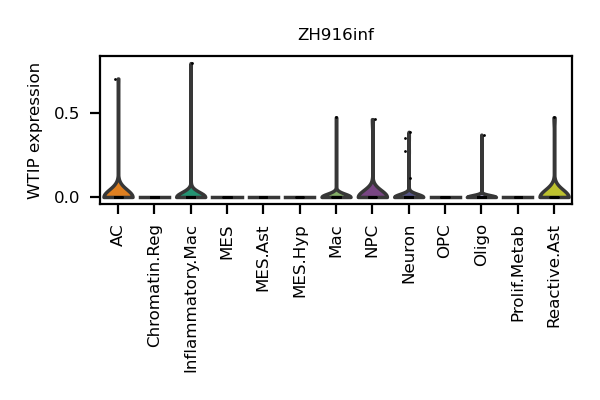 ZH916inf
WTIP expression
0.5
0.0
AC
Chromatin.Reg
Inflammatory.Mac
MES
MES.Ast
MES.Hyp
Mac
NPC
Neuron
OPC
Oligo
Prolif.Metab
Reactive.Ast